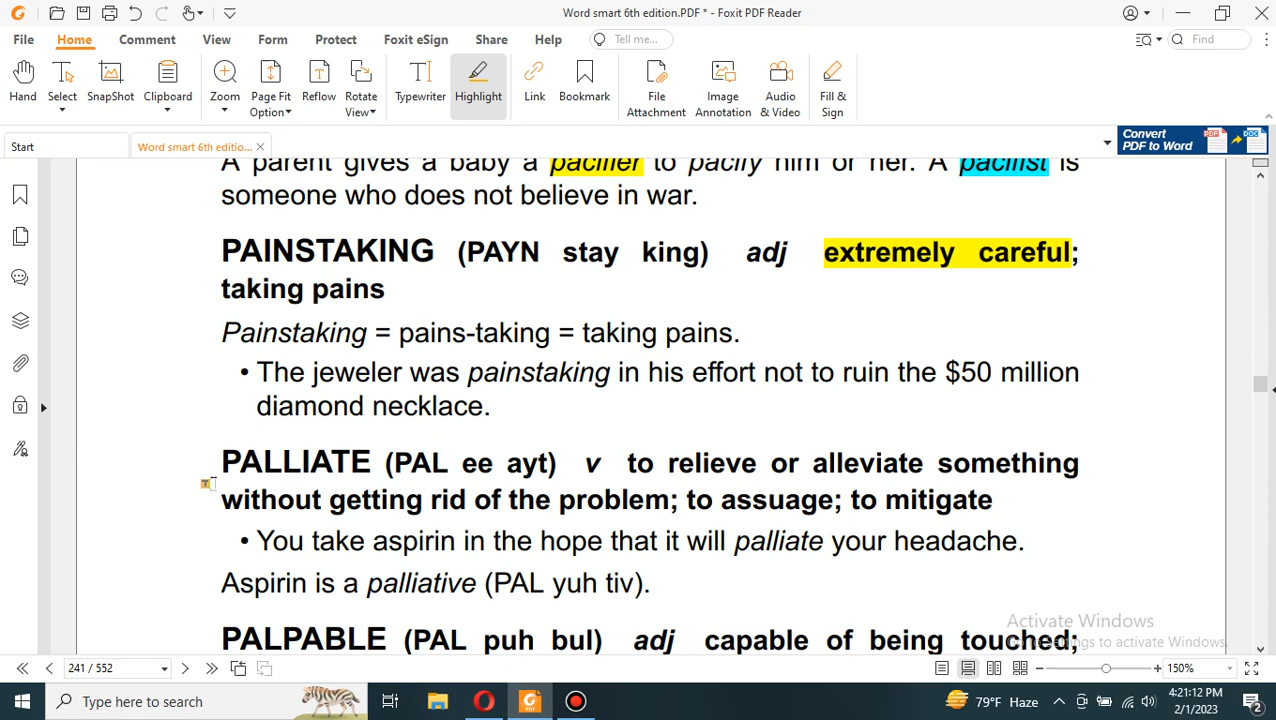 Word smart 6th edition.PDF * - Foxit PDF Reader
File Home Comment View Form Protect Foxit eSign Share Help Tell me... Find
Hand Select SnapShot Clipboard Zoom Page Fit Option Reflow Rotate View Typewriter Highlight Link Bookmark File Attachment Image Annotation Audio & Video Fill & Sign
Start Word smart 6th editio... Convert PDF to Word PDF DOC
A parent gives a baby a pacifier to pacify him or her. A pacifist is
someone who does not believe in war.
PAINSTAKING (PAYN stay king) adj extremely careful;
taking pains
Painstaking = pains-taking = taking pains.
• The jeweler was painstaking in his effort not to ruin the $50 million
diamond necklace.
PALLIATE (PAL ee ayt) v to relieve or alleviate something
without getting rid of the problem; to assuage; to mitigate
• You take aspirin in the hope that it will palliate your headache.
Aspirin is a palliative (PAL yuh tiv).
Activate Windows
PALPABLE (PAL puh bul) adj capable of being touched;
to activate Windows.
241 / 552 150%
Type here to search 79°F Haze 4:21:12 PM
2/1/2023 2